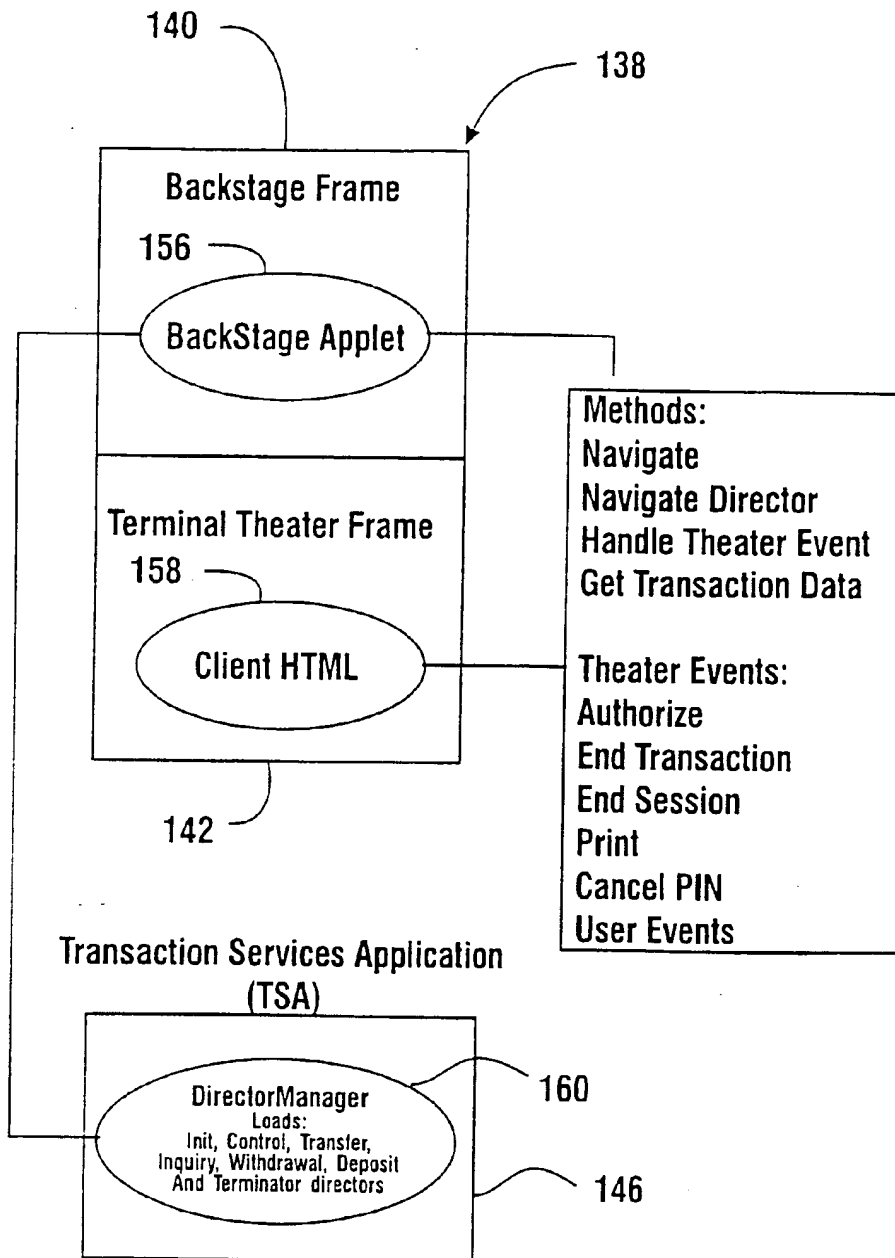 140
138
Backstage Frame
156
BackStage Applet
Terminal Theater Frame
158
Client HTML
142
Methods:
Navigate
Navigate Director
Handle Theater Event
Get Transaction Data
Theater Events:
Authorize
End Transaction
End Session
Print
Cancel PIN
User Events
Transaction Services Application
(TSA)
DirectorManager
Loads:
Init, Control, Transfer,
Inquiry, Withdrawal, Deposit
And Terminator directors
160
146